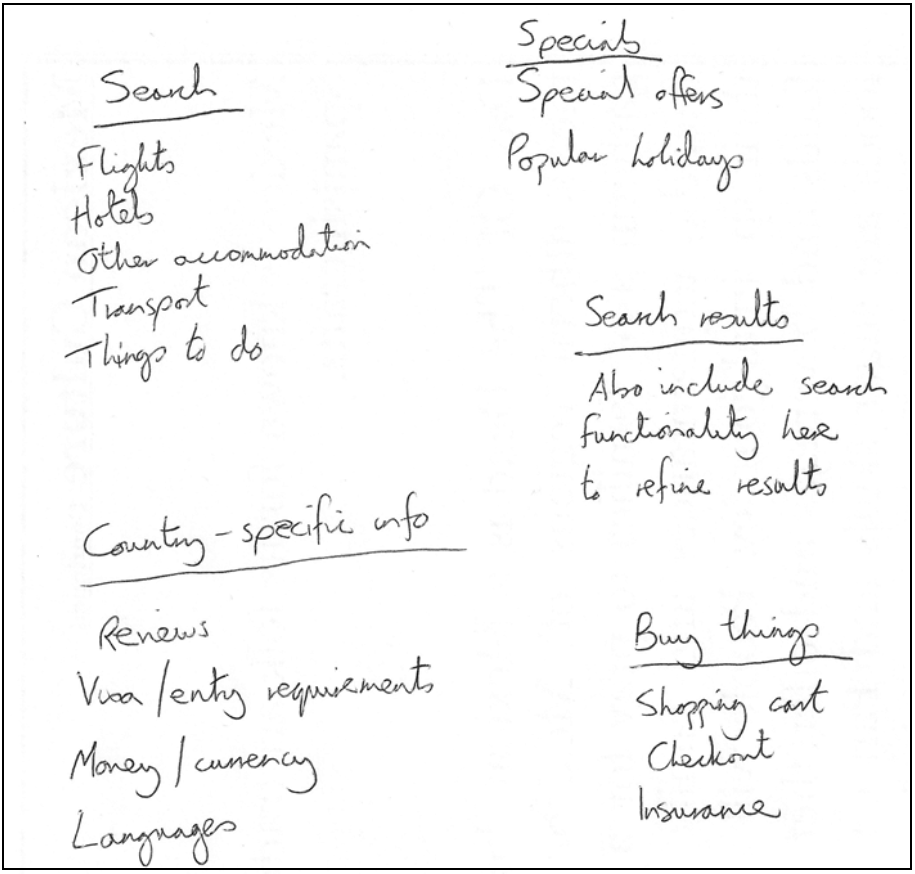 Search
Flights
Hotels
Other accommodation
Transport
Things to do
Specials
Special offers
Popular holidays
Search results
Also include search
functionality here
to refine results
Country-specific info
Reviews
Visa/entry requirements
Money/currency
Languages
Buy things
Shopping cart
Checkout
Insurance